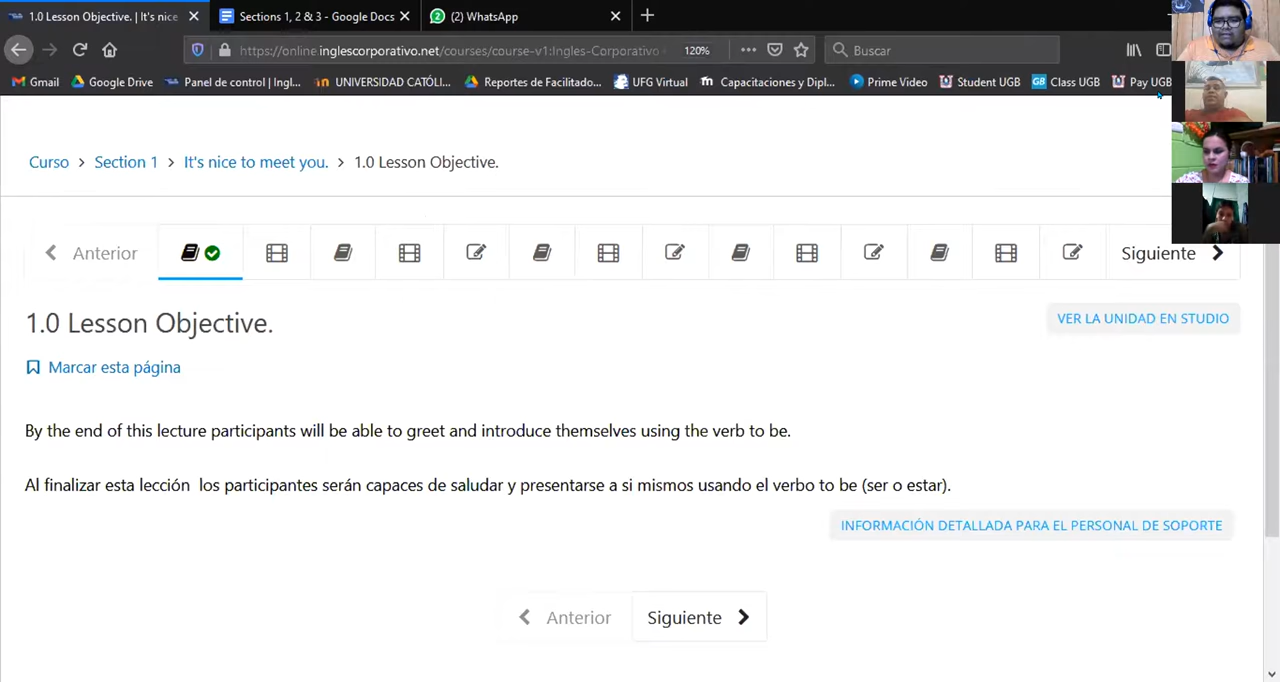 1.0 Lesson Objective. | It's nice
Sections 1, 2 & 3 - Google Docs
(2) WhatsApp
https://online.inglescorporativo.net/courses/course-v1:Ingles-Corporativo
120%
Buscar
Gmail
Google Drive
Panel de control | Ingl...
UNIVERSIDAD CATÓLI...
Reportes de Facilitado...
UFG Virtual
Capacitaciones y Dipl...
Prime Video
Student UGB
Class UGB
Pay UGB
Curso > Section 1 > It's nice to meet you. > 1.0 Lesson Objective.
Anterior
Siguiente
1.0 Lesson Objective.
VER LA UNIDAD EN STUDIO
Marcar esta página
By the end of this lecture participants will be able to greet and introduce themselves using the verb to be.
Al finalizar esta lección los participantes serán capaces de saludar y presentarse a si mismos usando el verbo to be (ser o estar).
INFORMACIÓN DETALLADA PARA EL PERSONAL DE SOPORTE
Anterior
Siguiente